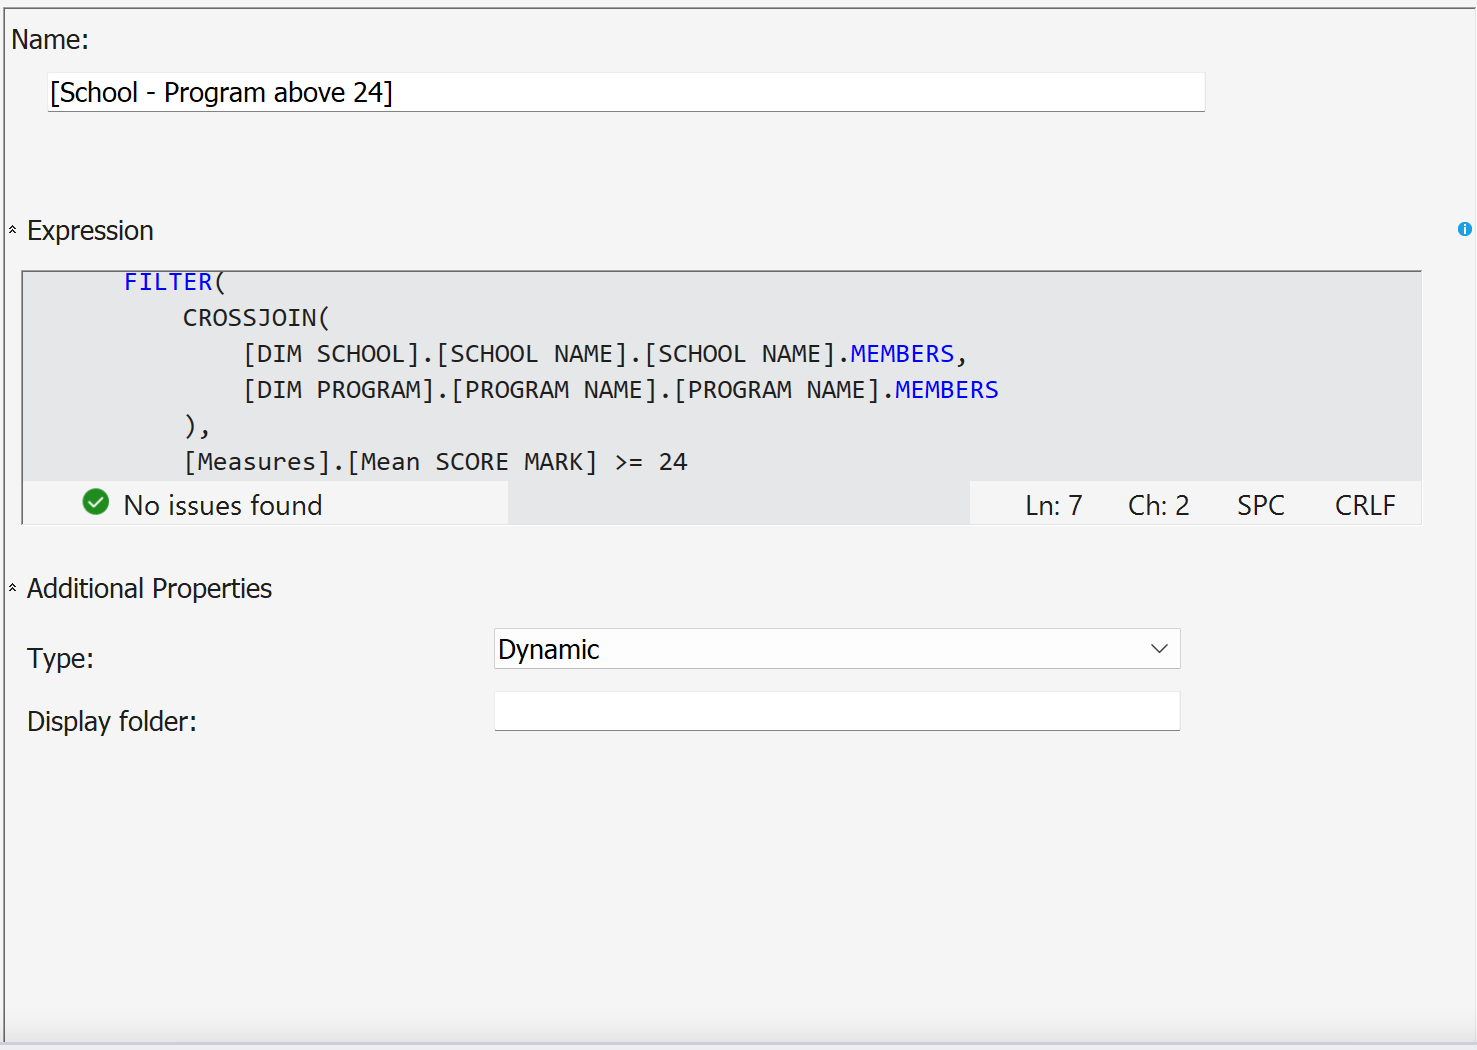 Name:
[School - Program above 24]
Expression
FILTER(
CROSSJOIN(
[DIM SCHOOL].[SCHOOL NAME].[SCHOOL NAME].MEMBERS,
[DIM PROGRAM].[PROGRAM NAME].[PROGRAM NAME].MEMBERS
),
[Measures].[Mean SCORE MARK] >= 24
No issues found Ln: 7 Ch: 2 SPC CRLF
Additional Properties
Type: Dynamic
Display folder: